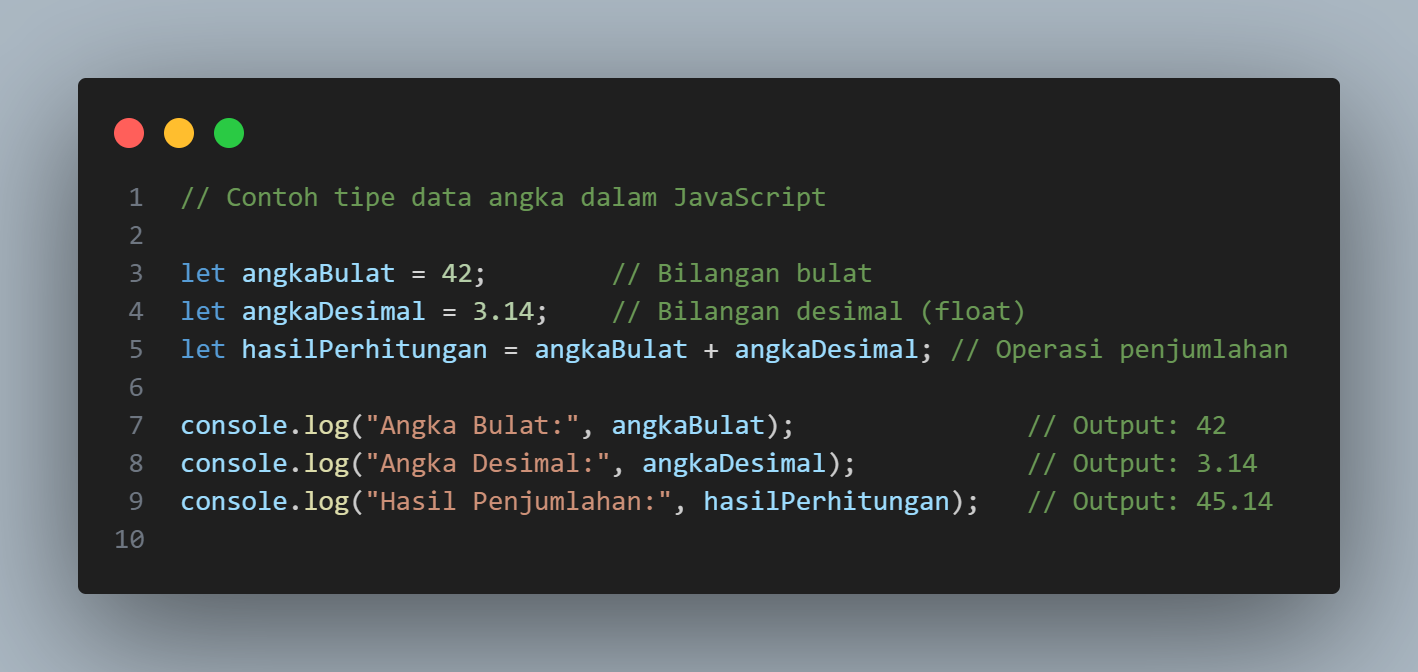 1 // Contoh tipe data angka dalam JavaScript
2
3 let angkaBulat = 42;        // Bilangan bulat
4 let angkaDesimal = 3.14;    // Bilangan desimal (float)
5 let hasilPerhitungan = angkaBulat + angkaDesimal; // Operasi penjumlahan
6
7 console.log("Angka Bulat:", angkaBulat);               // Output: 42
8 console.log("Angka Desimal:", angkaDesimal);           // Output: 3.14
9 console.log("Hasil Penjumlahan:", hasilPerhitungan);   // Output: 45.14
10